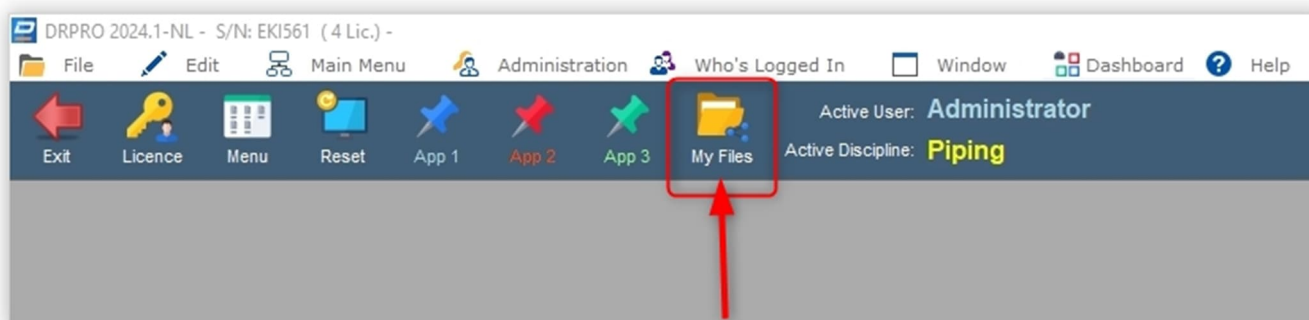 DRPRO 2024.1-NL - S/N: EKI561 ( 4 Lic.) -
File Edit Main Menu Administration Who's Logged In Window Dashboard Help
Exit Licence Menu Reset App 1 App 2 App 3 My Files
Active User: Administrator
Active Discipline: Piping